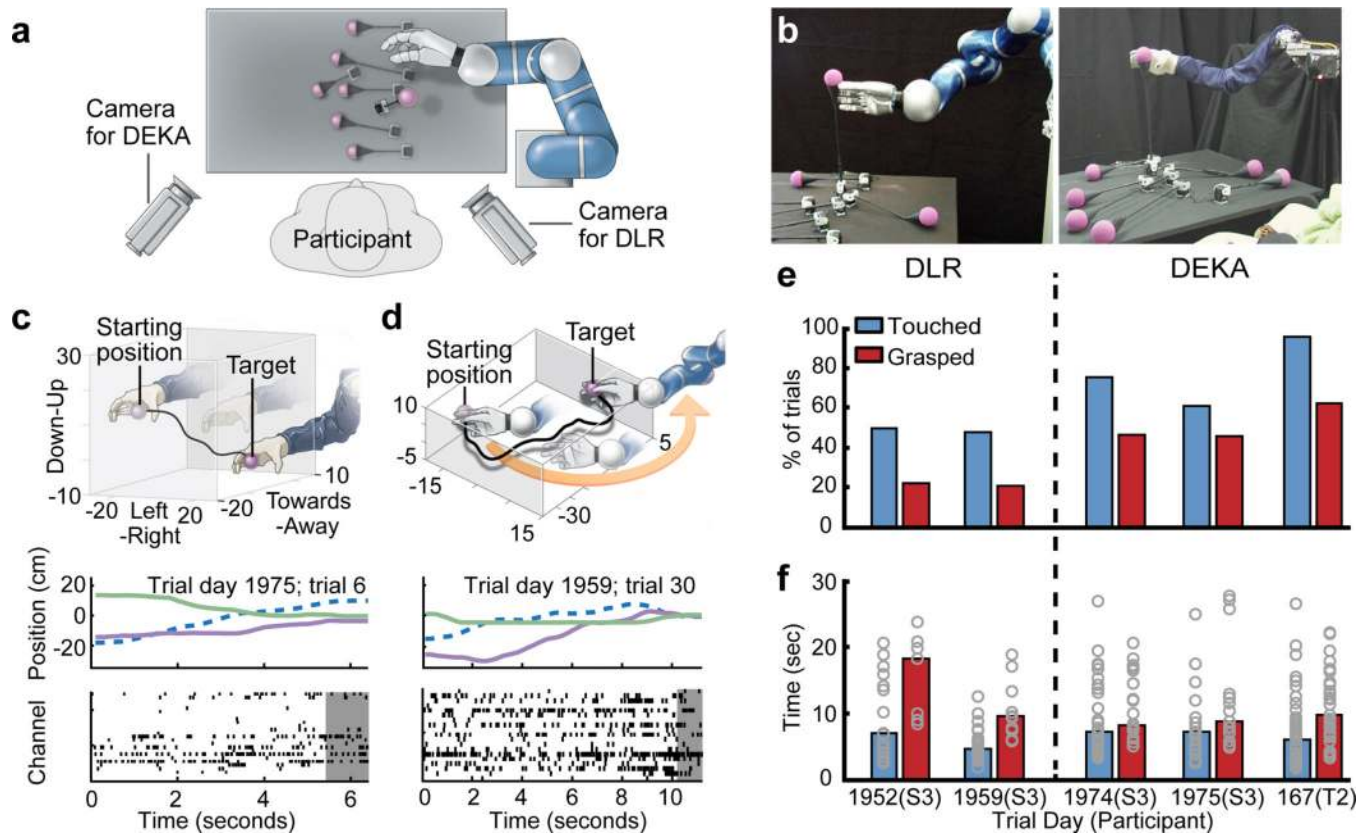 a
Camera
for DEKA
Participant
Camera
for DLR
b
DLR
DEKA
c
Starting
position
Target
30
Down-Up
-10
-20
Left
-Right
20
-20
Towards
-Away
-10
d
Starting
position
Target
10
-5
-15
15
-30
5
Position (cm)
20
0
-20
Trial day 1975; trial 6
Trial day 1959; trial 30
Channel
0 2 4 6
Time (seconds)
0 2 4 6 8 10
Time (seconds)
e
Touched
Grasped
% of trials
100
80
60
40
20
0
f
Time (sec)
30
20
10
0
1952(S3) 1959(S3) 1974(S3) 1975(S3) 167(T2)
Trial Day (Participant)